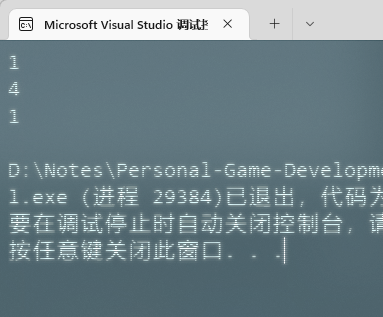 Microsoft Visual Studio 调试
1
4
1
D:\Notes\Personal-Game-Developme
1.exe (进程 29384)已退出，代码为
要在调试停止时自动关闭控制台，请
按任意键关闭此窗口. . .